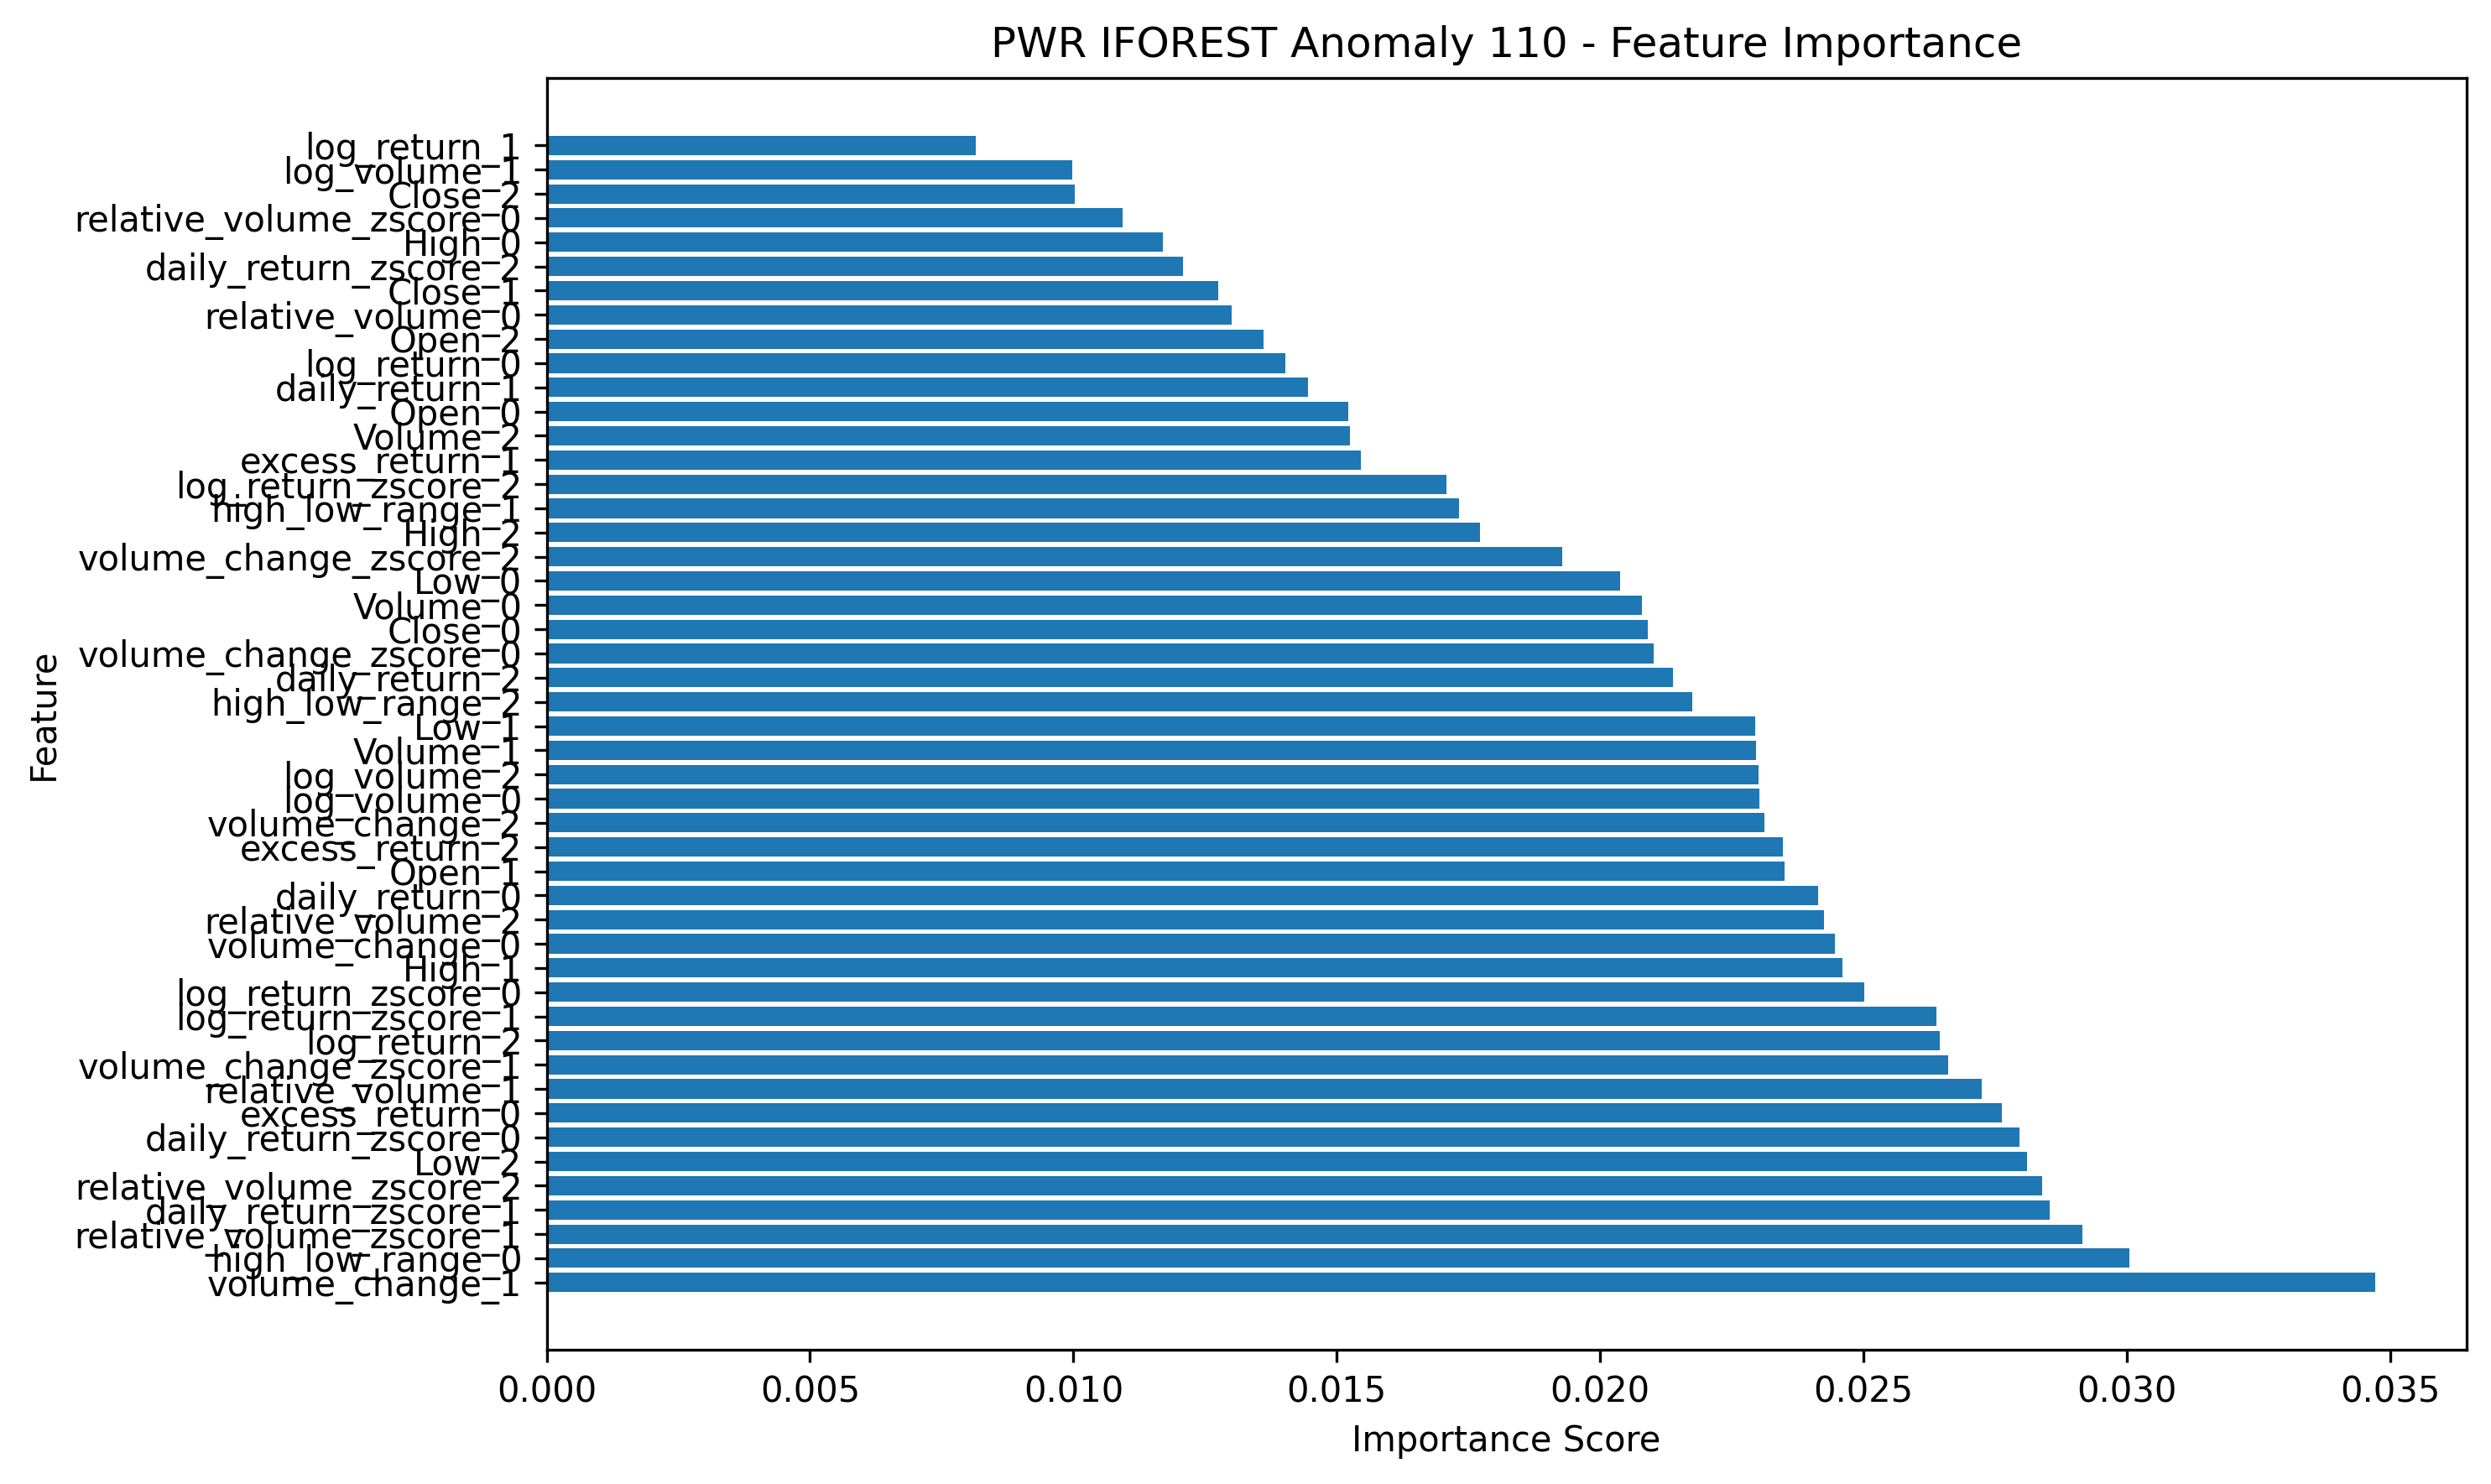 PWR IFOREST Anomaly 110 - Feature Importance
log_return_1
log_volume_1
Close_2
relative_volume_zscore_0
High_0
daily_return_zscore_2
Close_1
relative_volume_0
Open_2
log_return_0
daily_return_1
Open_0
Volume_2
excess_return_1
log_return_zscore_2
high_low_range_1
High_2
volume_change_zscore_2
Low_0
Volume_0
Close_0
volume_change_zscore_0
daily_return_2
high_low_range_2
Low_1
Volume_1
log_volume_2
log_volume_0
volume_change_2
excess_return_2
Open_1
daily_return_0
relative_volume_2
volume_change_0
High_1
log_return_zscore_0
log_return_zscore_1
log_return_2
volume_change_zscore_1
relative_volume_1
excess_return_0
daily_return_zscore_0
Low_2
relative_volume_zscore_2
daily_return_zscore_1
relative_volume_zscore_1
high_low_range_0
volume_change_1
Feature
0.000 0.005 0.010 0.015 0.020 0.025 0.030 0.035
Importance Score